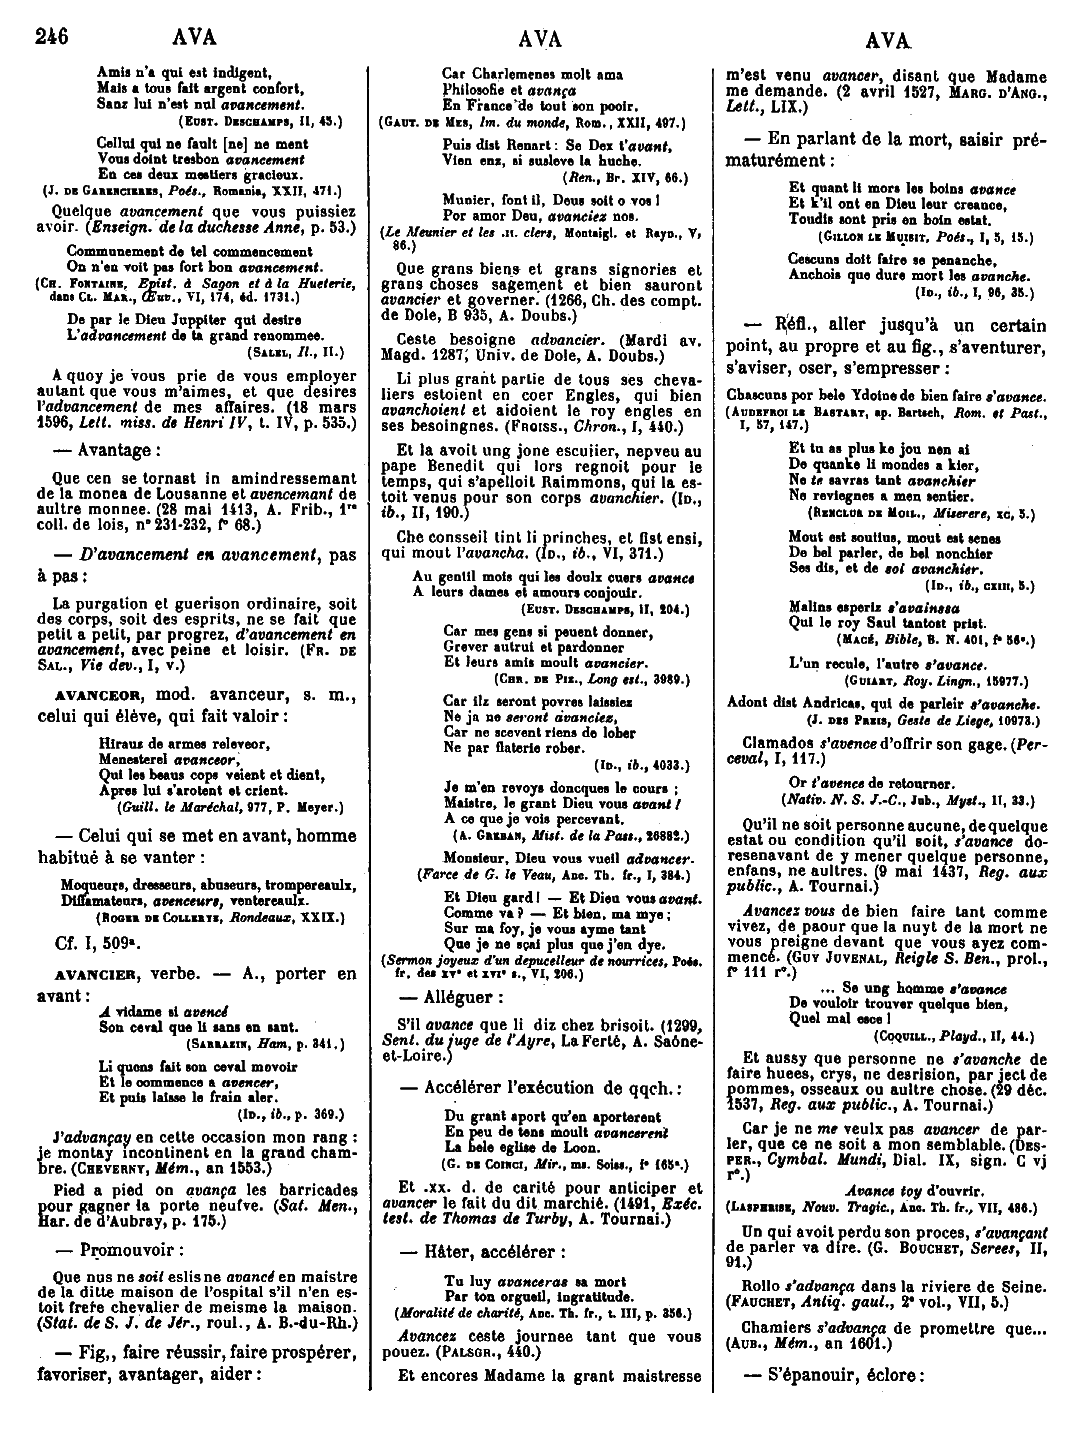 246 AVA AVA AVA
Amis n'a qui est indigent,
Mais a tous fait argent confort,
Sanz lui n'est nul avancement.
(EUST. DESCHAMPS, II, 45.)
Cellui qui ne fault [ne] ne ment
Vous doint tresbon avancement
En ces deux mestiers gracieux.
(J. DE GARENCIERES, Poés., Romania, XXII, 471.)
Quelque avancement que vous puissiez
avoir. (Enseign. de la duchesse Anne, p. 53.)
Communement de tel commencement
On n'en voit pas fort bon avancement.
(CH. FONTAINE, Epist. à Sagon et à la Hueterie,
dans CL. MAR., Œuv., VI, 174, éd. 1731.)
De par le Dieu Juppiter qui desire
L'advancement de ta grand renommee.
(SALEL, Il., II.)
A quoy je vous prie de vous employer
autant que vous m'aimes, et que desires
l'advancement de mes affaires. (18 mars
1596, Lett. miss. de Henri IV, t. IV, p. 535.)
— Avantage :
Que cen se tornast in amindressemant
de la monea de Lousanne et avencemant de
aultre monnee. (28 mai 1413, A. Frib., 1re
coll. de lois, n° 231-232, f° 68.)
— D'avancement en avancement, pas
à pas :
La purgation et guerison ordinaire, soit
des corps, soit des esprits, ne se fait que
petit a petit, par progrez, d'avancement en
avancement, avec peine et loisir. (FR. DE
SAL., Vie dev., I, v.)
AVANCEOR, mod. avanceur, s. m.,
celui qui élève, qui fait valoir :
Hiraus de armes releveor,
Menesterel avanceor,
Qui les beaus cops veient et dient,
Apres lui s'arotent et crient.
(Guill. le Maréchal, 977, P. Meyer.)
— Celui qui se met en avant, homme
habitué à se vanter :
Moqueurs, dresseurs, abuseurs, trompereaulx,
Diffamateurs, avenceurs, ventereaulx.
(ROGER DE COLLERYE, Rondeaux, XXIX.)
Cf. I, 509a.
AVANCIER, verbe. — A., porter en
avant :
A vidame si avencé
Son ceval que li sans en saut.
(SARRAZIN, Ham, p. 341.)
Li quons fait son ceval movoir
Et le commence a avencer,
Et puis laisse le frain aler.
(ID., ib., p. 369.)
J'advançay en cette occasion mon rang :
je montay incontinent en la grand cham-
bre. (CHEVERNY, Mém., an 1553.)
Pied a pied on avança les barricades
pour gagner la porte neufve. (Sat. Men.,
Har. de d'Aubray, p. 175.)
— Promouvoir :
Que nus ne soit eslis ne avancé en maistre
de la ditte maison de l'ospital s'il n'en es-
toit frere chevalier de meisme la maison.
(Stat. de S. J. de Jér., roul., A. B.-du-Rh.)
— Fig., faire réussir, faire prospérer,
favoriser, avantager, aider :
Car Charlemenes molt ama
Philosofie et avança
En France de tout son pooir.
(GAUT. DE MES, Im. du monde, Rom., XXII, 497.)
Puis dist Renart : Se Dex t'avant,
Vien enz, si susleve la huche.
(Ren., Br. XIV, 66.)
Munier, font il, Deus soit o vos !
Por amor Deu, avanciez nos.
(Le Meunier et les .II. clers, Montaigl. et Rayn., V,
86.)
Que grans biens et grans signories et
grans choses sagement et bien sauront
avancier et governer. (1266, Ch. des compt.
de Dole, B 935, A. Doubs.)
Ceste besoigne advancier. (Mardi av.
Magd. 1287, Univ. de Dole, A. Doubs.)
Li plus grant partie de tous ses cheva-
liers estoient en coer Engles, qui bien
avanchoient et aidoient le roy engles en
ses besoingnes. (FROISS., Chron., I, 440.)
Et la avoit ung jone escuiier, nepveu au
pape Benedit qui lors regnoit pour le
temps, qui s'apelloit Raimmons, qui la es-
toit venus pour son corps avanchier. (ID.,
ib., II, 190.)
Che consseil tint li princhos, et fist ensi,
qui mout l'avancha. (ID., ib., VI, 371.)
Au gentil mois qui les doulx cuers avance
A leurs dames et amours conjouir.
(EUST. DESCHAMPS, II, 204.)
Car mes gens si peuent donner,
Grever autrui et pardonner
Et leurs amis moult avancier.
(CHR. DE PIZ., Long est., 3989.)
Car ilz seront povres laissiez
Ne ja ne seront avanciez,
Car ne scevent riens de lober
Ne par flaterie rober.
(ID., ib., 4033.)
Je m'en revoys doncques le cours ;
Maistre, le grant Dieu vous avant !
A ce que je vois percevant.
(A. GREBAN, Mist. de la Pass., 26882.)
Monsieur, Dieu vous vueil advancer.
(Farce de G. le Veau, Anc. Th. fr., I, 384.)
Et Dieu gard ! — Et Dieu vous avant.
Comme va ? — Et bien, ma mye ;
Sur ma foy, je vous ayme tant
Que je ne sçai plus que j'en dye.
(Sermon joyeux d'un depucelleur de nourrices, Poés.
fr. des XVe et XVIe s., VI, 206.)
— Alléguer :
S'il avance que li diz chez brisoit. (1299,
Sent. du juge de l'Ayre, La Ferté, A. Saône-
et-Loire.)
— Accélérer l'exécution de qqch. :
Du grant aport qu'en aporterent
En peu de tens moult avancerent
La bele eglise de Loon.
(G. DE COINCI, Mir., ms. Soiss., f° 165a.)
Et .xx. d. de carité pour anticiper et
avancer le fait du dit marchié. (1491, Exéc.
test. de Thomas de Turby, A. Tournai.)
— Hâter, accélérer :
Tu luy avanceras sa mort
Par ton orgueil, ingratitude.
(Moralité de charité, Anc. Th. fr., t. III, p. 356.)
Avancez ceste journee tant que vous
pouez. (PALSGR., 440.)
Et encores Madame la grant maistresse
m'est venu avancer, disant que Madame
me demande. (2 avril 1527, MARG. D'ANG.,
Lett., LIX.)
— En parlant de la mort, saisir pré-
maturément :
Et quant li mors les boins avance
Et k'il ont en Dieu leur creance,
Toudis sont pris en boin estat.
(GILLON LE MUISIT, Poés., I, 5, 15.)
Cescuns doit faire se penanche,
Anchois que dure mort les avanche.
(ID., ib., I, 96, 35.)
— Réfl., aller jusqu'à un certain
point, au propre et au fig., s'aventurer,
s'aviser, oser, s'empresser :
Chascuns por bele Ydoine de bien faire s'avance.
(AUDEFROI LE BASTART, ap. Bartsch, Rom. et Past.,
I, 57, 147.)
Et tu as plus ke jou nen ai
De quanke li mondes a kier,
Ne te savras tant avanchier
Ne reviegnes a men sentier.
(RENCLUS DE MOIL., Miserere, XC, 5.)
Mout est soutius, mout est senes
De bel parler, de bel nonchier
Ses dis, et de soi avanchier.
(ID., ib., CXIII, 5.)
Malins esperiz s'avainssa
Qui le roy Saul tantost prist.
(MACÉ, Bible, B. N. 401, f° 56a.)
L'un recule, l'autre s'avance.
(GUIART, Roy. Lingn., 15977.)
Adont dist Andricas, qui de parleir s'avanche.
(J. DES PREIS, Geste de Liege, 10973.)
Clamados s'avence d'offrir son gage. (Per-
ceval, I, 117.)
Or t'avence de retourner.
(Nativ. N. S. J.-C., Jub., Myst., II, 33.)
Qu'il ne soit personne aucune, de quelque
estat ou condition qu'il soit, s'avance do-
resenavant de y mener quelque personne,
enfans, ne aultres. (9 mai 1437, Reg. aux
public., A. Tournai.)
Avancez vous de bien faire tant comme
vivez, de paour que la nuyt de la mort ne
vous preigne devant que vous ayez com-
mencé. (GUY JUVENAL, Reigle S. Ben., prol.,
f° 111 r°.)
... Se ung homme s'avance
De vouloir trouver quelque bien,
Quel mal esce !
(COQUILL., Playd., II, 44.)
Et aussy que personne ne s'avanche de
faire huees, crys, ne desrision, par ject de
pommes, osseaux ou aultre chose. (29 déc.
1537, Reg. aux public., A. Tournai.)
Car je ne me veulx pas avancer de par-
ler, que ce ne soit a mon semblable. (DES-
PER., Cymbal. Mundi, Dial. IX, sign. C vj
r°.)
Avance toy d'ouvrir.
(LASPHRISE, Nouv. Tragic., Anc. Th. fr., VII, 486.)
Un qui avoit perdu son proces, s'avançant
de parler va dire. (G. BOUCHET, Serees, II,
91.)
Rollo s'advança dans la riviere de Seine.
(FAUCHET, Antiq. gaul., 2e vol., VII, 5.)
Chamiers s'advança de promettre que...
(AUB., Mém., an 1601.)
— S'épanouir, éclore :